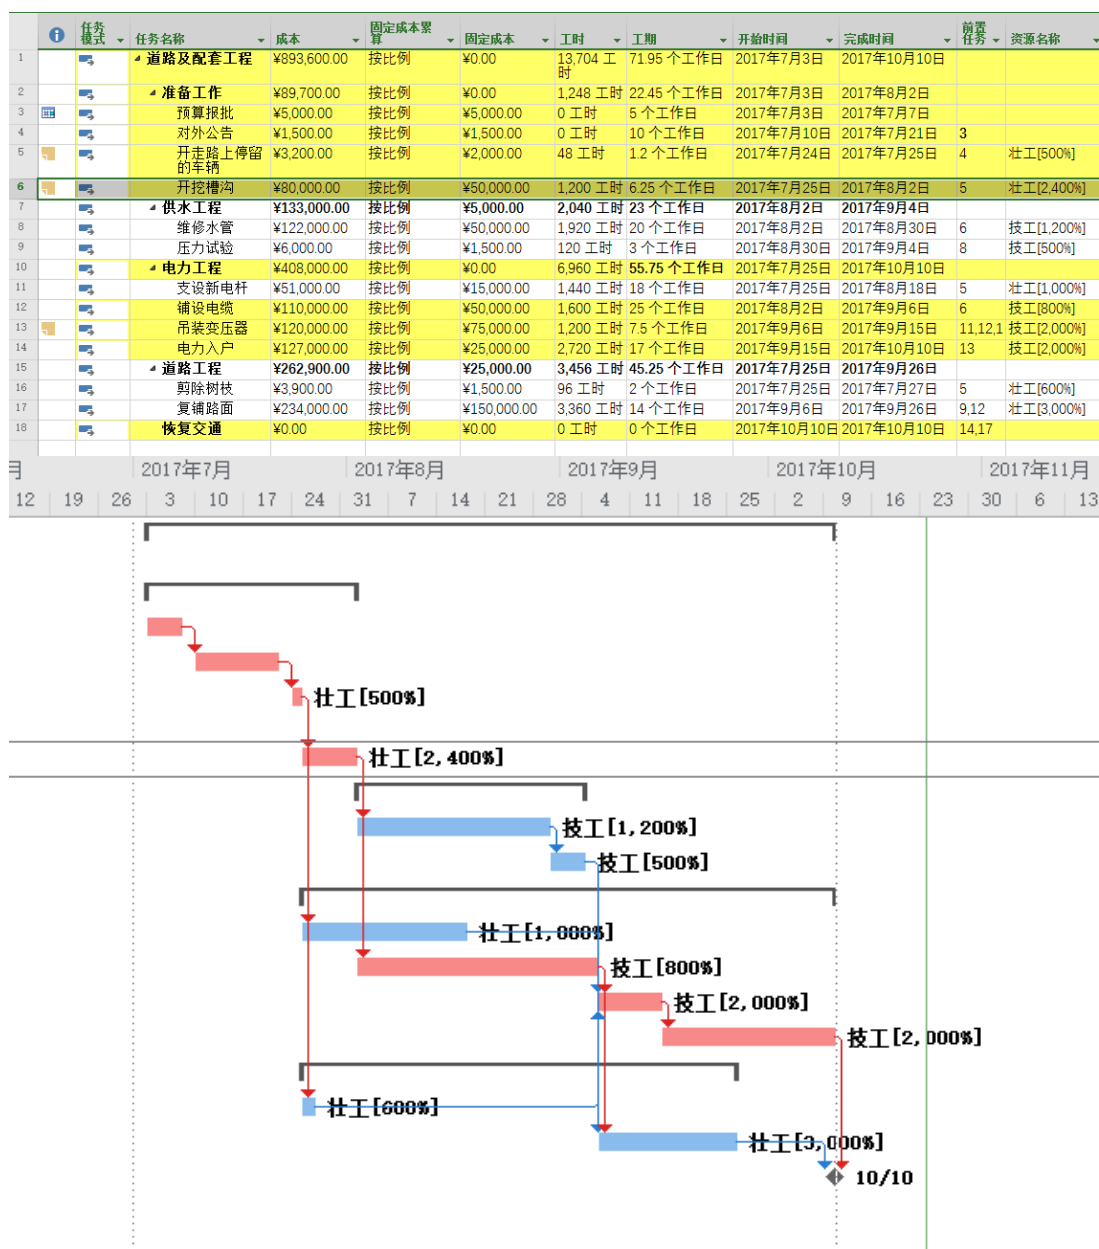 任务模式 任务名称 成本 固定成本累算 固定成本 工时 工期 开始时间 完成时间 前置任务 资源名称
1 道路及配套工程 ¥893,600.00 按比例 ¥0.00 13,704 工时 71.95 个工作日 2017年7月3日 2017年10月10日
2 准备工作 ¥89,700.00 按比例 ¥0.00 1,248 工时 22.45 个工作日 2017年7月3日 2017年8月2日
3 预算报批 ¥5,000.00 按比例 ¥5,000.00 0 工时 5 个工作日 2017年7月3日 2017年7月7日
4 对外公告 ¥1,500.00 按比例 ¥1,500.00 0 工时 10 个工作日 2017年7月10日 2017年7月21日 3
5 开走路上停留的车辆 ¥3,200.00 按比例 ¥2,000.00 48 工时 1.2 个工作日 2017年7月24日 2017年7月25日 4 壮工[500%]
6 开挖槽沟 ¥80,000.00 按比例 ¥50,000.00 1,200 工时 6.25 个工作日 2017年7月25日 2017年8月2日 5 壮工[2,400%]
7 供水工程 ¥133,000.00 按比例 ¥5,000.00 2,040 工时 23 个工作日 2017年8月2日 2017年9月4日
8 维修水管 ¥122,000.00 按比例 ¥50,000.00 1,920 工时 20 个工作日 2017年8月2日 2017年8月30日 6 技工[1,200%]
9 压力试验 ¥6,000.00 按比例 ¥1,500.00 120 工时 3 个工作日 2017年8月30日 2017年9月4日 8 技工[500%]
10 电力工程 ¥408,000.00 按比例 ¥0.00 6,960 工时 55.75 个工作日 2017年7月25日 2017年10月10日
11 支设新电杆 ¥51,000.00 按比例 ¥15,000.00 1,440 工时 18 个工作日 2017年7月25日 2017年8月18日 5 壮工[1,000%]
12 铺设电缆 ¥110,000.00 按比例 ¥50,000.00 1,600 工时 25 个工作日 2017年8月2日 2017年9月6日 6 技工[800%]
13 吊装变压器 ¥120,000.00 按比例 ¥75,000.00 1,200 工时 7.5 个工作日 2017年9月6日 2017年9月15日 11,12,1 技工[2,000%]
14 电力入户 ¥127,000.00 按比例 ¥25,000.00 2,720 工时 17 个工作日 2017年9月15日 2017年10月10日 13 技工[2,000%]
15 道路工程 ¥262,900.00 按比例 ¥25,000.00 3,456 工时 45.25 个工作日 2017年7月25日 2017年9月26日
16 剪除树枝 ¥3,900.00 按比例 ¥1,500.00 96 工时 2 个工作日 2017年7月25日 2017年7月27日 5 壮工[600%]
17 复铺路面 ¥234,000.00 按比例 ¥150,000.00 3,360 工时 14 个工作日 2017年9月6日 2017年9月26日 9,12 壮工[3,000%]
18 恢复交通 ¥0.00 按比例 ¥0.00 0 工时 0 个工作日 2017年10月10日 2017年10月10日 14,17
月 2017年7月 2017年8月 2017年9月 2017年10月 2017年11月
12 19 26 3 10 17 24 31 7 14 21 28 4 11 18 25 2 9 16 23 30 6 13
壮工[500%]
壮工[2,400%]
技工[1,200%]
技工[500%]
壮工[1,000%]
技工[800%]
技工[2,000%]
技工[2,000%]
壮工[600%]
壮工[3,000%]
10/10